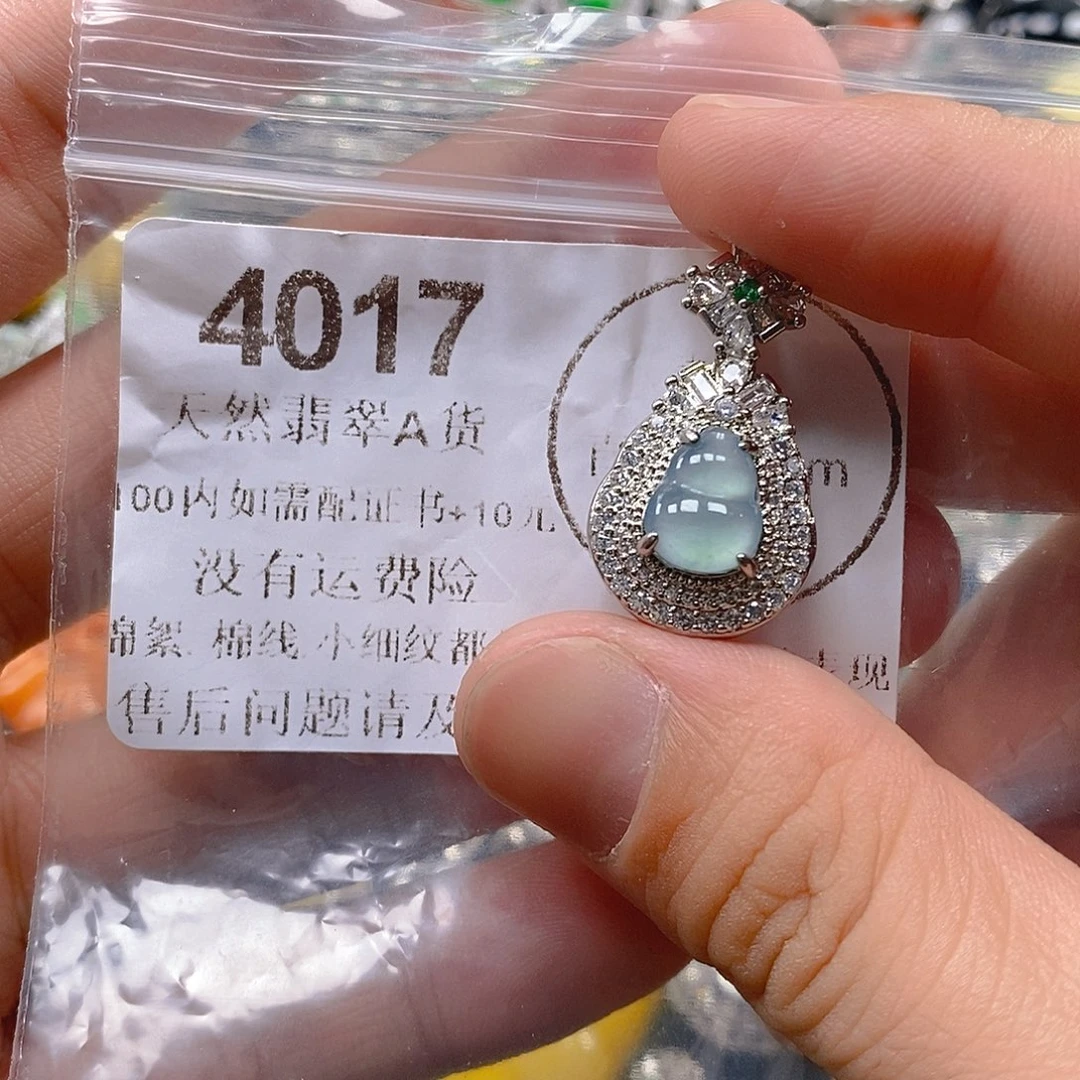 4017
天然翡翠A货
100内如需配证书+10元
没有运费险
棉絮 棉线 小细纹都
现
售后问题请及
m